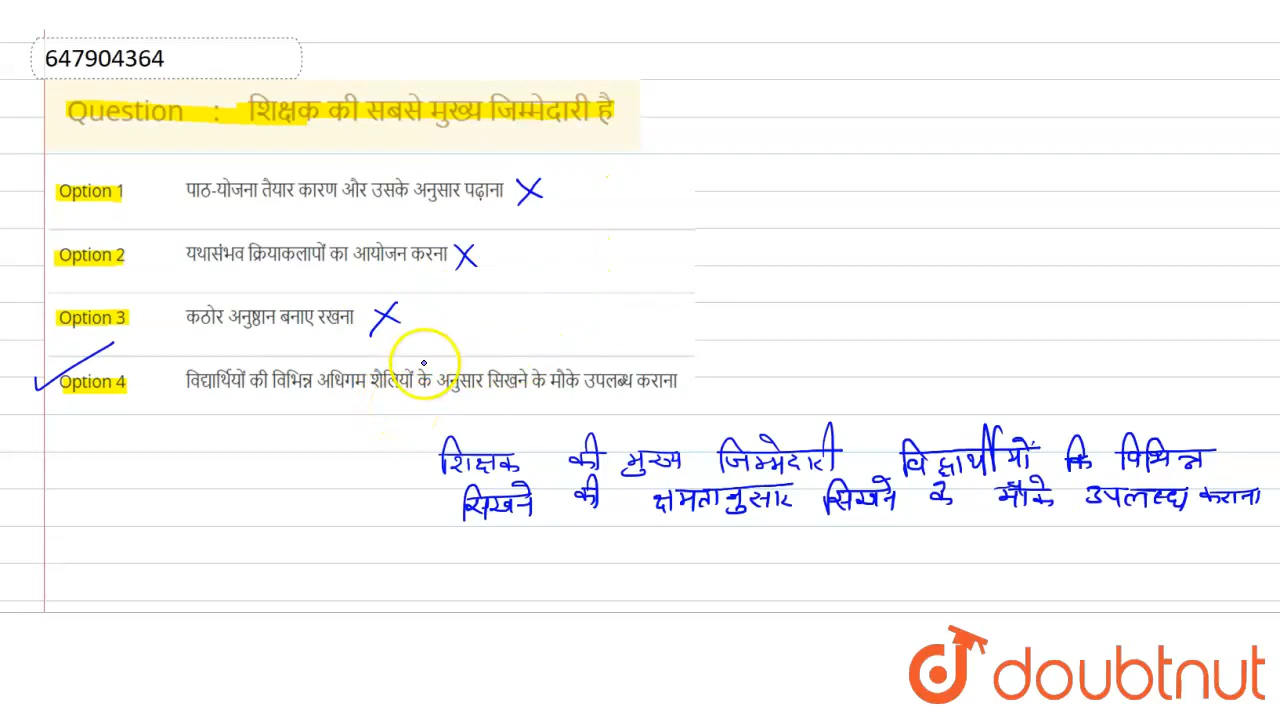 647904364
Question : शिक्षक की सबसे मुख्य जिम्मेदारी है
Option 1 पाठ-योजना तैयार कारण और उसके अनुसार पढ़ाना
Option 2 यथासंभव क्रियाकलापों का आयोजन करना
Option 3 कठोर अनुष्ठान बनाए रखना
Option 4 विद्यार्थियों की विभिन्न अधिगम शैलियों के अनुसार सिखने के मौके उपलब्ध कराना
शिक्षक की मुख्य जिम्मेदारी विद्यार्थीयों कि विभिन्न
सिखने की क्षमतानुसार सिखने के मौके उपलब्ध कराना
doubtnut